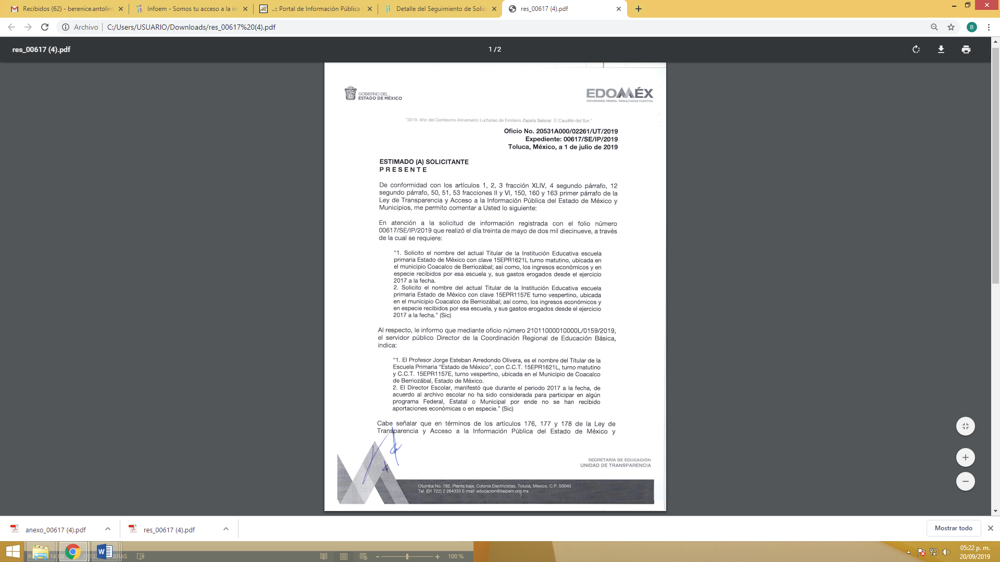 Recibidos (62) - berenice.antolin
Infoem - Somos tu acceso a la in
..:: Portal de Información Pública
Detalle del Seguimiento de Solici
res_00617 (4).pdf
Archivo
C:/Users/USUARIO/Downloads/res_00617%20(4).pdf
B
res_00617 (4).pdf
1 / 2
GOBIERNO DEL
ESTADO DE MÉXICO
EDOMÉX
DECISIONES FIRMES, RESULTADOS FUERTES.
"2019. Año del Centésimo Aniversario Luctuoso de Emiliano Zapata Salazar. El Caudillo del Sur."
Oficio No. 20531A000/02261/UT/2019
Expediente: 00617/SE/IP/2019
Toluca, México, a 1 de julio de 2019
ESTIMADO (A) SOLICITANTE
P R E S E N T E
De conformidad con los artículos 1, 2, 3 fracción XLIV, 4 segundo párrafo, 12
segundo párrafo, 50, 51, 53 fracciones II y VI, 150, 160 y 163 primer párrafo de la
Ley de Transparencia y Acceso a la Información Pública del Estado de México y
Municipios, me permito comentar a Usted lo siguiente:
En atención a la solicitud de información registrada con el folio número
00617/SE/IP/2019 que realizó el día treinta de mayo de dos mil diecinueve, a través
de la cual se requiere:
"1. Solicito el nombre del actual Titular de la Institución Educativa escuela
primaria Estado de México con clave 15EPR1621L turno matutino, ubicada en
el municipio Coacalco de Berriozábal; así como, los ingresos económicos y en
especie recibidos por esa escuela y, sus gastos erogados desde el ejercicio
2017 a la fecha.
2. Solicito el nombre del actual Titular de la Institución Educativa escuela
primaria Estado de México con clave 15EPR1157E turno vespertino, ubicada
en el municipio Coacalco de Berriozábal; así como, los ingresos económicos y
en especie recibidos por esa escuela, y sus gastos erogados desde el ejercicio
2017 a la fecha." (Sic)
Al respecto, le informo que mediante oficio número 21011000010000L/0159/2019,
el servidor público Director de la Coordinación Regional de Educación Básica,
indica:
"1. El Profesor Jorge Esteban Arredondo Olivera, es el nombre del Titular de la
Escuela Primaria "Estado de México", con C.C.T. 15EPR1621L, turno matutino
y C.C.T. 15EPR1157E, turno vespertino, ubicada en el Municipio de Coacalco
de Berriozábal, Estado de México.
2. El Director Escolar, manifestó que durante el periodo 2017 a la fecha, de
acuerdo al archivo escolar no ha sido considerada para participar en algún
programa Federal, Estatal o Municipal por ende no se han recibido
aportaciones económicas o en especie." (Sic)
Cabe señalar que en términos de los artículos 176, 177 y 178 de la Ley de
Transparencia y Acceso a la Información Pública del Estado de México y
SECRETARÍA DE EDUCACIÓN
UNIDAD DE TRANSPARENCIA
Otumba No. 782, Planta baja, Colonia Electricistas, Toluca, México. C.P. 50040
Tel. (01 722) 2 264333 E-mail: educacion@itaipem.org.mx
anexo_00617 (4).pdf
res_00617 (4).pdf
Mostrar todo
100 %
05:22 p. m.
20/09/2019